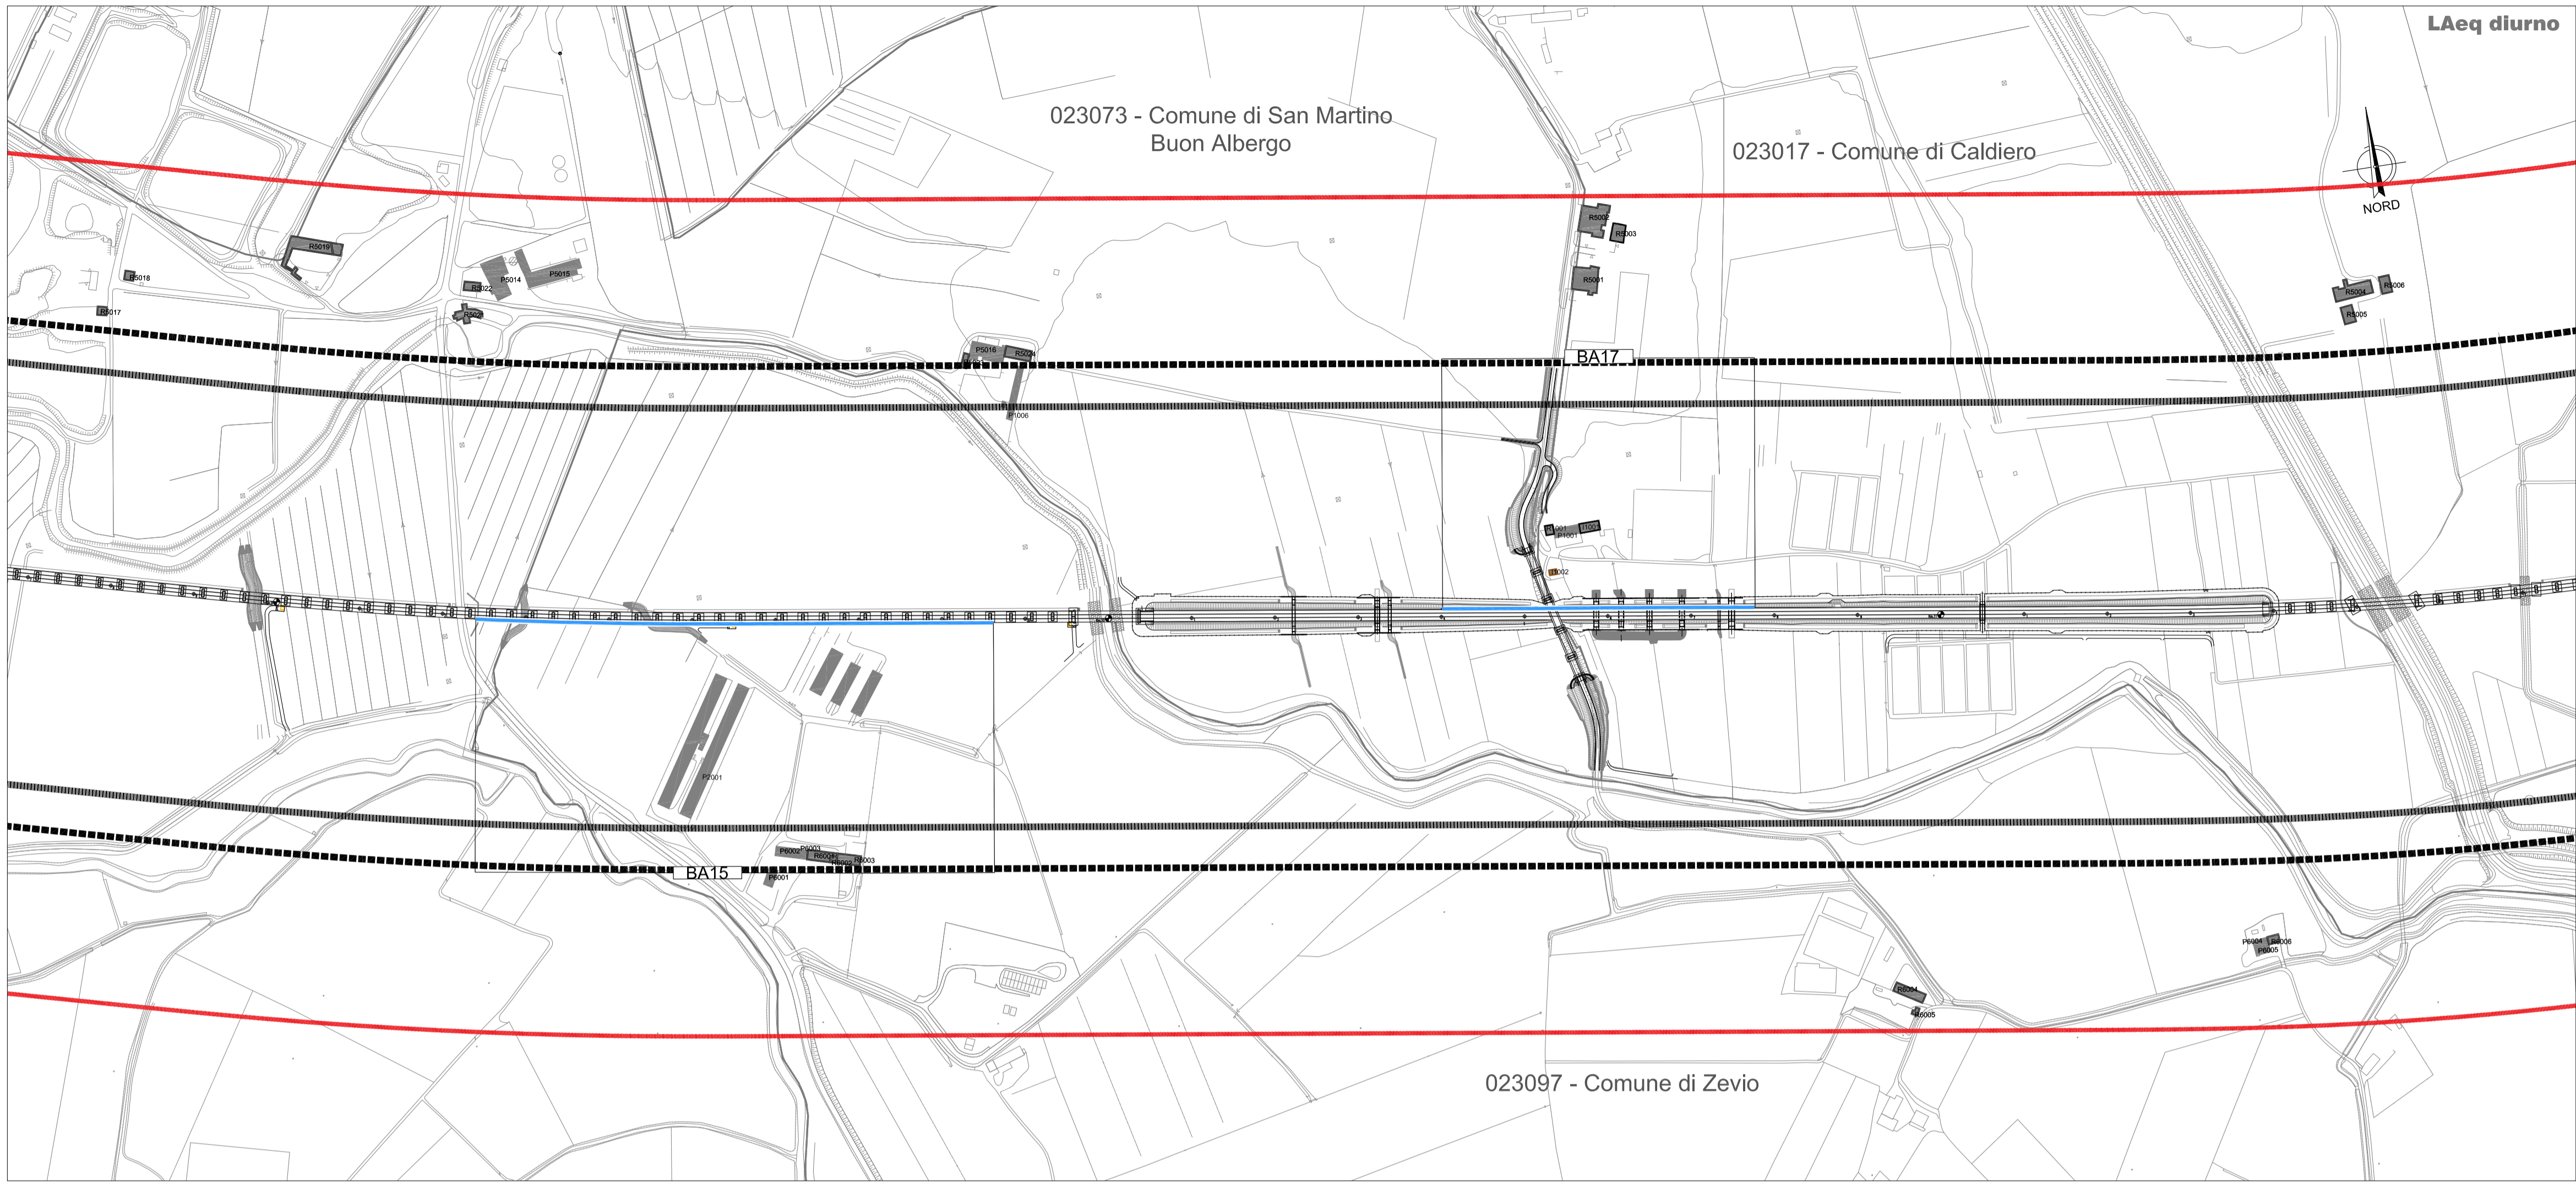 LAeq diurno
023073 - Comune di San Martino
Buon Albergo
023017 - Comune di Caldiero
NORD
R5002
R5003
R5001
R5019
R5018
R5017
P5014
P5015
R5022
R5004
R5006
R5005
BA17
P5016
R5024
P1006
P1001
P2001
P6002
P6003
R6001
R6002
R6003
BA15
P6001
P6004
R6006
P6005
R6004
R6005
023097 - Comune di Zevio